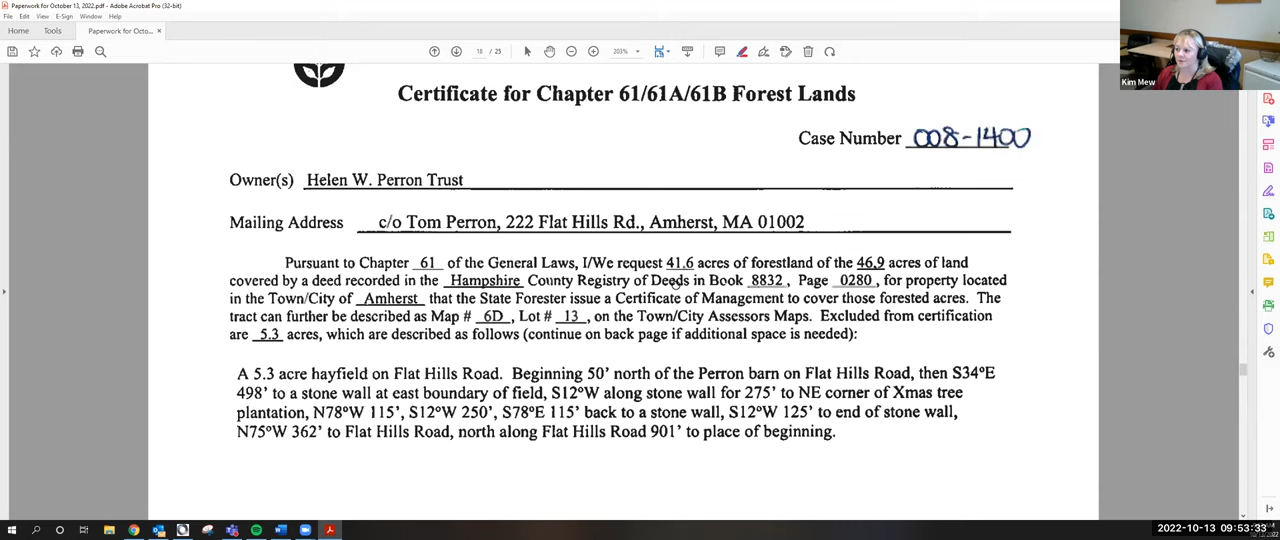 Paperwork for October 13, 2022.pdf - Adobe Acrobat Pro (32-bit)
File Edit View E-Sign Window Help
Home Tools Paperwork for Octo... ×
18 / 25 203%
Kim Mew
Certificate for Chapter 61/61A/61B Forest Lands
Case Number 008-1400
Owner(s) Helen W. Perron Trust
Mailing Address c/o Tom Perron, 222 Flat Hills Rd., Amherst, MA 01002
Pursuant to Chapter 61 of the General Laws, I/We request 41.6 acres of forestland of the 46.9 acres of land
covered by a deed recorded in the Hampshire County Registry of Deeds in Book 8832, Page 0280, for property located
in the Town/City of Amherst that the State Forester issue a Certificate of Management to cover those forested acres. The
tract can further be described as Map # 6D, Lot # 13, on the Town/City Assessors Maps. Excluded from certification
are 5.3 acres, which are described as follows (continue on back page if additional space is needed):
A 5.3 acre hayfield on Flat Hills Road. Beginning 50' north of the Perron barn on Flat Hills Road, then S34ºE
498' to a stone wall at east boundary of field, S12ºW along stone wall for 275' to NE corner of Xmas tree
plantation, N78ºW 115', S12ºW 250', S78ºE 115' back to a stone wall, S12ºW 125' to end of stone wall,
N75ºW 362' to Flat Hills Road, north along Flat Hills Road 901' to place of beginning.
2022-10-13 09:53:33